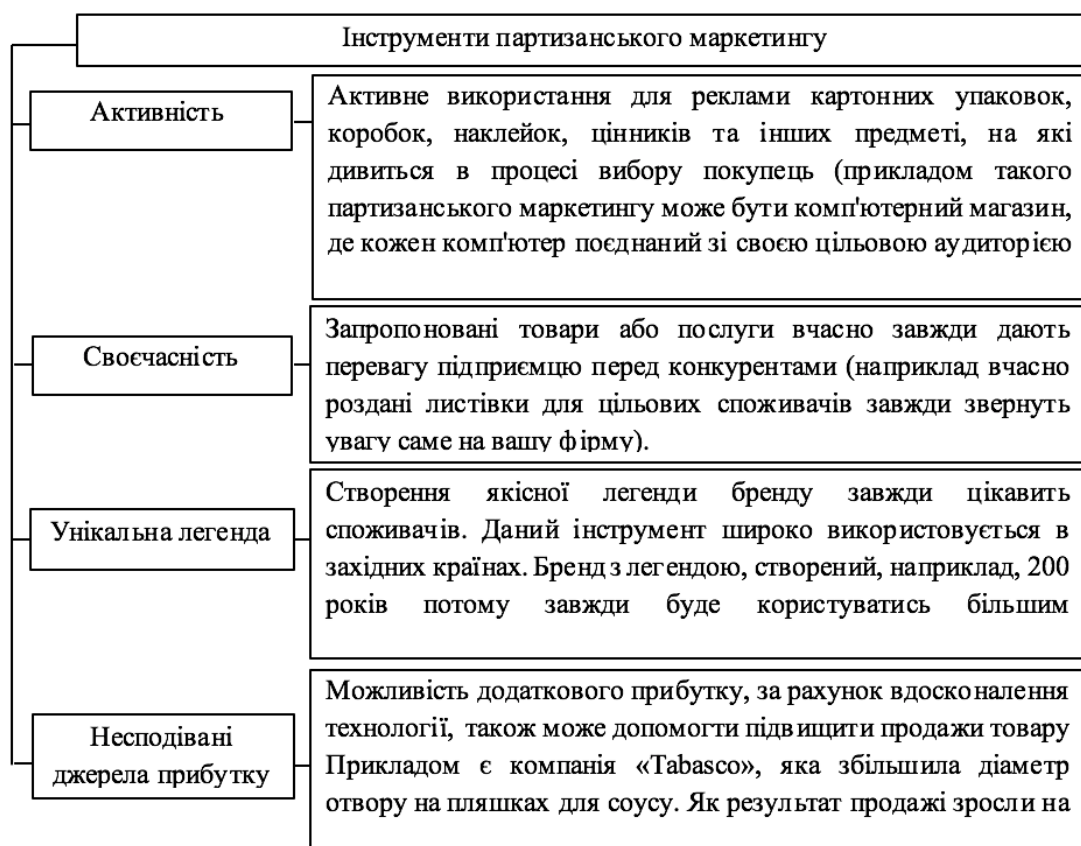 Інструменти партизанського маркетингу
Активність
Активне використання для реклами картонних упаковок,
коробок, наклейок, цінників та інших предметі, на які
дивиться в процесі вибору покупець (прикладом такого
партизанського маркетингу може бути комп'ютерний магазин,
де кожен комп'ютер поєднаний зі своєю цільовою аудиторією
Своєчасність
Запропоновані товари або послуги вчасно завжди дають
перевагу підприємцю перед конкурентами (наприклад вчасно
роздані листівки для цільових споживачів завжди звернуть
увагу саме на вашу фірму).
Унікальна легенда
Створення якісної легенди бренду завжди цікавить
споживачів. Даний інструмент широко використовується в
західних країнах. Бренд з легендою, створений, наприклад, 200
років потому завжди буде користуватись більшим
Несподівані
джерела прибутку
Можливість додаткового прибутку, за рахунок вдосконалення
технології, також може допомогти підвищити продажи товару
Прикладом є компанія «Tabasco», яка збільшила діаметр
отвору на пляшках для соусу. Як результат продажі зросли на